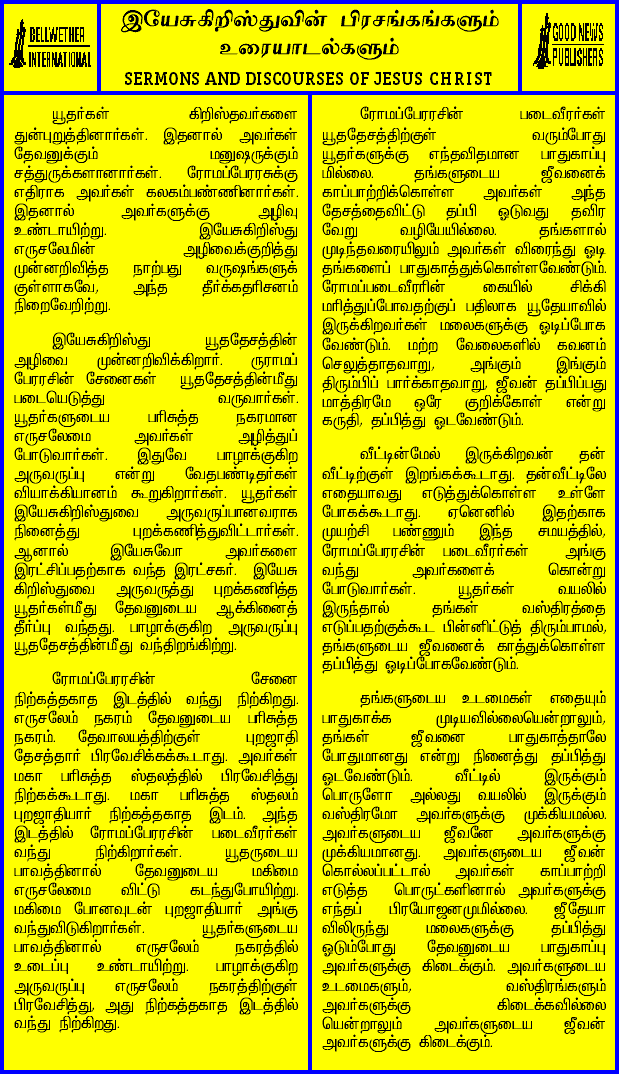 BELLWETHER
INTERNATIONAL
இயேசுகிறிஸ்துவின் பிரசங்கங்களும்
உரையாடல்களும்
SERMONS AND DISCOURSES OF JESUS CHRIST
GOOD NEWS
PUBLISHERS
யூதர்கள் கிறிஸ்தவர்களை
துன்புறுத்தினார்கள். இதனால் அவர்கள்
தேவனுக்கும் மனுஷருக்கும்
சத்துருக்களானார்கள். ரோமப்பேரரசுக்கு
எதிராக அவர்கள் கலகம்பண்ணினார்கள்.
இதனால் அவர்களுக்கு அழிவு
உண்டாயிற்று. இயேசுகிறிஸ்து
எருசலேமின் அழிவைக்குறித்து
முன்னறிவித்த நாற்பது வருஷங்களுக்
குள்ளாகவே, அந்த தீர்க்கதரிசனம்
நிறைவேறிற்று.
இயேசுகிறிஸ்து யூததேசத்தின்
அழிவை முன்னறிவிக்கிறார். ருராமப்
பேரரசின் சேனைகள் யூததேசத்தின்மீது
படையெடுத்து வருவார்கள்.
யூதர்களுடைய பரிசுத்த நகரமான
எருசலேமை அவர்கள் அழித்துப்
போடுவார்கள். இதுவே பாழாக்குகிற
அருவருப்பு என்று வேதபண்டிதர்கள்
வியாக்கியானம் கூறுகிறார்கள். யூதர்கள்
இயேசுகிறிஸ்துவை அருவருப்பானவராக
நினைத்து புறக்கணித்துவிட்டார்கள்.
ஆனால் இயேசுவோ அவர்களை
இரட்சிப்பதற்காக வந்த இரட்சகர். இயேசு
கிறிஸ்துவை அருவருத்து புறக்கணித்த
யூதர்கள்மீது தேவனுடைய ஆக்கினைத்
தீர்ப்பு வந்தது. பாழாக்குகிற அருவருப்பு
யூததேசத்தின்மீது வந்திறங்கிற்று.
ரோமப்பேரரசின் சேனை
நிற்கத்தகாத இடத்தில் வந்து நிற்கிறது.
எருசலேம் நகரம் தேவனுடைய பரிசுத்த
நகரம். தேவாலயத்திற்குள் புறஜாதி
தேசத்தார் பிரவேசிக்கக்கூடாது. அவர்கள்
மகா பரிசுத்த ஸ்தலத்தில் பிரவேசித்து
நிற்கக்கூடாது. மகா பரிசுத்த ஸ்தலம்
புறஜாதியார் நிற்கத்தகாத இடம். அந்த
இடத்தில் ரோமப்பேரரசின் படைவீரர்கள்
வந்து நிற்கிறார்கள். யூதருடைய
பாவத்தினால் தேவனுடைய மகிமை
எருசலேமை விட்டு கடந்துபோயிற்று.
மகிமை போனவுடன் புறஜாதியார் அங்கு
வந்துவிடுகிறார்கள். யூதர்களுடைய
பாவத்தினால் எருசலேம் நகரத்தில்
உடைப்பு உண்டாயிற்று. பாழாக்குகிற
அருவருப்பு எருசலேம் நகரத்திற்குள்
பிரவேசித்து, அது நிற்கத்தகாத இடத்தில்
வந்து நிற்கிறது.
ரோமப்பேரரசின் படைவீரர்கள்
யூததேசத்திற்குள் வரும்போது
யூதர்களுக்கு எந்தவிதமான பாதுகாப்பு
மில்லை. தங்களுடைய ஜீவனைக்
காப்பாற்றிக்கொள்ள அவர்கள் அந்த
தேசத்தைவிட்டு தப்பி ஓடுவது தவிர
வேறு வழியேயில்லை. தங்களால்
முடிந்தவரையிலும் அவர்கள் விரைந்து ஓடி
தங்களைப் பாதுகாத்துக்கொள்ளவேண்டும்.
ரோமப்படைவீரரின் கையில் சிக்கி
மரித்துப்போவதற்குப் பதிலாக யூதேயாவில்
இருக்கிறவர்கள் மலைகளுக்கு ஓடிப்போக
வேண்டும். மற்ற வேலைகளில் கவனம்
செலுத்தாதவாறு, அங்கும் இங்கும்
திரும்பிப் பார்க்காதவாறு, ஜீவன் தப்பிப்பது
மாத்திரமே ஒரே குறிக்கோள் என்று
கருதி, தப்பித்து ஓடவேண்டும்.
வீட்டின்மேல் இருக்கிறவன் தன்
வீட்டிற்குள் இறங்கக்கூடாது. தன்வீட்டிலே
எதையாவது எடுத்துக்கொள்ள உள்ளே
போகக்கூடாது. ஏனெனில் இதற்காக
முயற்சி பண்ணும் இந்த சமயத்தில்,
ரோமப்பேரரசின் படைவீரர்கள் அங்கு
வந்து அவர்களைக் கொன்று
போடுவார்கள். யூதர்கள் வயலில்
இருந்தால் தங்கள் வஸ்திரத்தை
எடுப்பதற்குக்கூட பின்னிட்டுத் திரும்பாமல்,
தங்களுடைய ஜீவனைக் காத்துக்கொள்ள
தப்பித்து ஓடிப்போகவேண்டும்.
தங்களுடைய உடமைகள் எதையும்
பாதுகாக்க முடியவில்லையென்றாலும்,
தங்கள் ஜீவனை பாதுகாத்தாலே
போதுமானது என்று நினைத்து தப்பித்து
ஓடவேண்டும். வீட்டில் இருக்கும்
பொருளோ அல்லது வயலில் இருக்கும்
வஸ்திரமோ அவர்களுக்கு முக்கியமல்ல.
அவர்களுடைய ஜீவனே அவர்களுக்கு
முக்கியமானது. அவர்களுடைய ஜீவன்
கொல்லப்பட்டால் அவர்கள் காப்பாற்றி
எடுத்த பொருட்களினால் அவர்களுக்கு
எந்தப் பிரயோஜனமுமில்லை. ஜீதேயா
விலிருந்து மலைகளுக்கு தப்பித்து
ஓடும்போது தேவனுடைய பாதுகாப்பு
அவர்களுக்கு கிடைக்கும். அவர்களுடைய
உடமைகளும், வஸ்திரங்களும்
அவர்களுக்கு கிடைக்கவில்லை
யென்றாலும் அவர்களுடைய ஜீவன்
அவர்களுக்கு கிடைக்கும்.